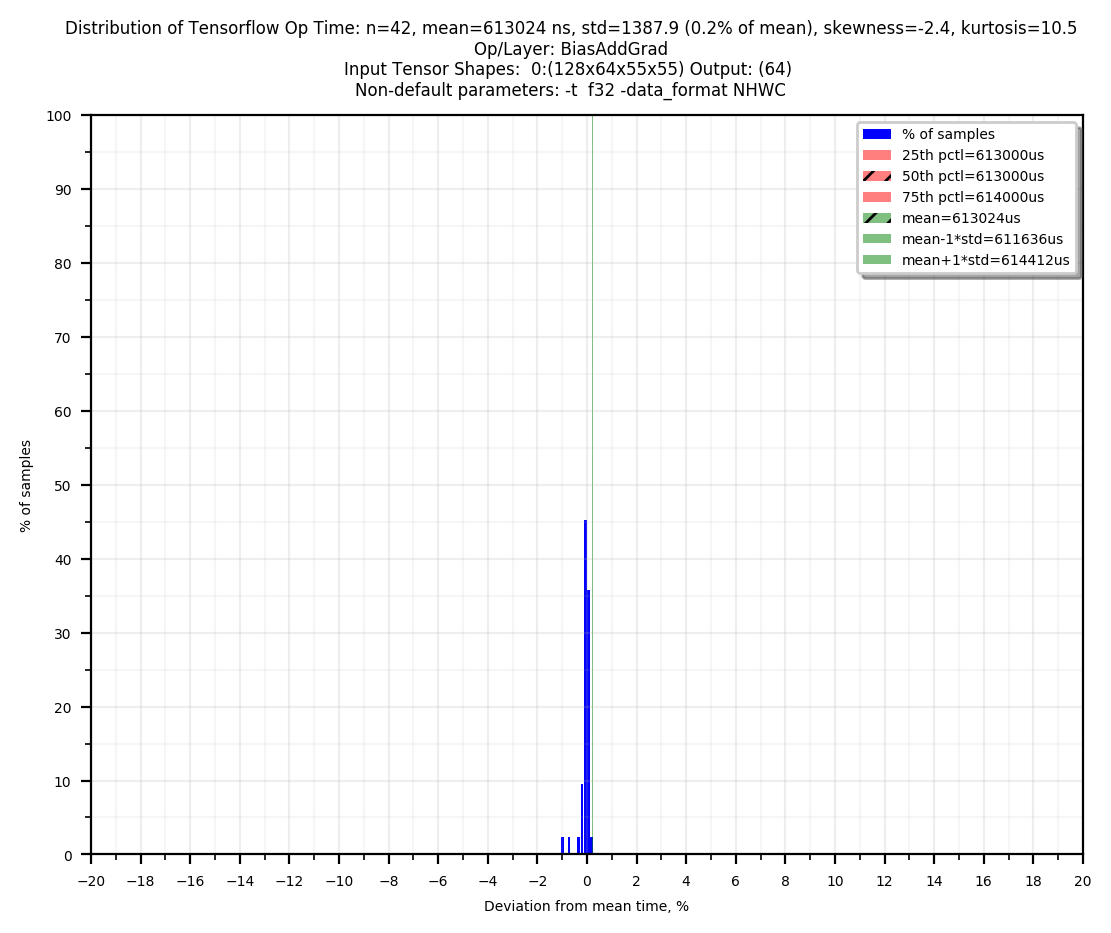 Distribution of Tensorflow Op Time: n=42, mean=613024 ns, std=1387.9 (0.2% of mean), skewness=-2.4, kurtosis=10.5
Op/Layer: BiasAddGrad
Input Tensor Shapes:  0:(128x64x55x55) Output: (64)
Non-default parameters: -t  f32 -data_format NHWC
% of samples
25th pctl=613000us
50th pctl=613000us
75th pctl=614000us
mean=613024us
mean-1*std=611636us
mean+1*std=614412us
100
90
80
70
60
50
40
30
20
10
0
% of samples
−20 −18 −16 −14 −12 −10 −8 −6 −4 −2 0 2 4 6 8 10 12 14 16 18 20
Deviation from mean time, %